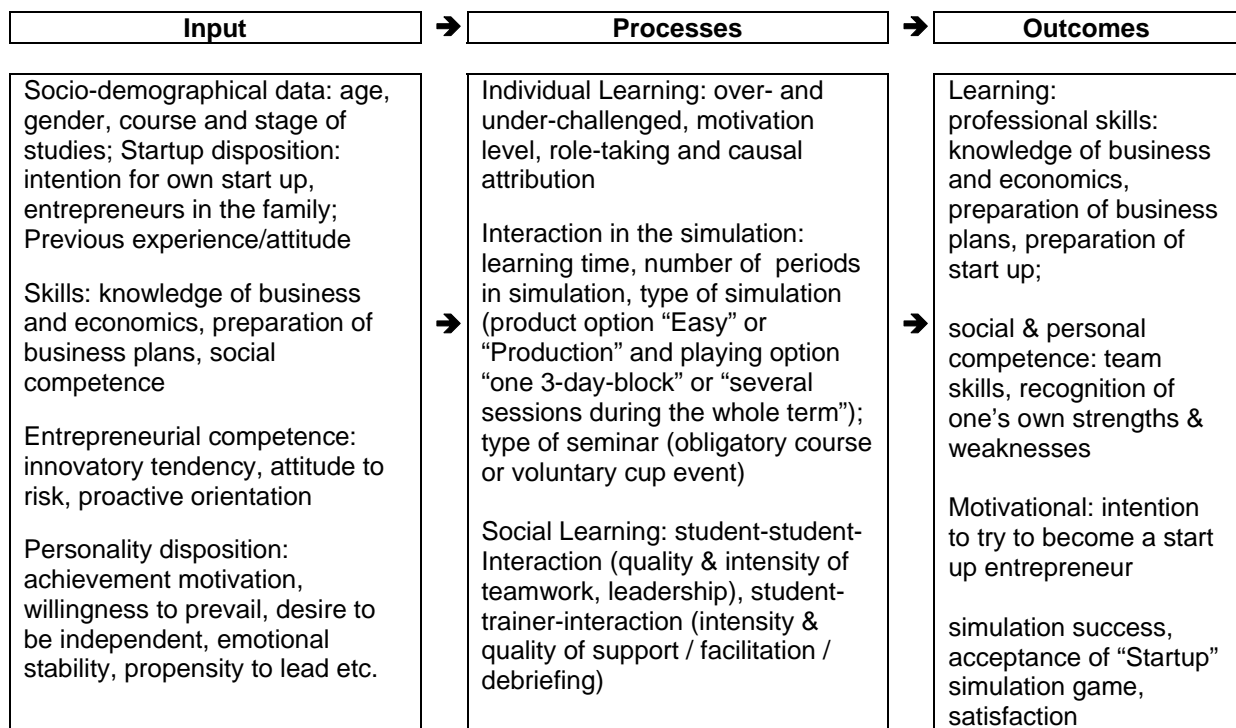 Input
➔
Processes
➔
Outcomes
Socio-demographical data: age,
gender, course and stage of
studies; Startup disposition:
intention for own start up,
entrepreneurs in the family;
Previous experience/attitude
Skills: knowledge of business
and economics, preparation of
business plans, social
competence
Entrepreneurial competence:
innovatory tendency, attitude to
risk, proactive orientation
Personality disposition:
achievement motivation,
willingness to prevail, desire to
be independent, emotional
stability, propensity to lead etc.
➔
Individual Learning: over- and
under-challenged, motivation
level, role-taking and causal
attribution
Interaction in the simulation:
learning time, number of periods
in simulation, type of simulation
(product option “Easy” or
“Production” and playing option
“one 3-day-block” or “several
sessions during the whole term”);
type of seminar (obligatory course
or voluntary cup event)
Social Learning: student-student-
Interaction (quality & intensity of
teamwork, leadership), student-
trainer-interaction (intensity &
quality of support / facilitation /
debriefing)
➔
Learning:
professional skills:
knowledge of business
and economics,
preparation of business
plans, preparation of
start up;
social & personal
competence: team
skills, recognition of
one’s own strengths &
weaknesses
Motivational: intention
to try to become a start
up entrepreneur
simulation success,
acceptance of “Startup”
simulation game,
satisfaction